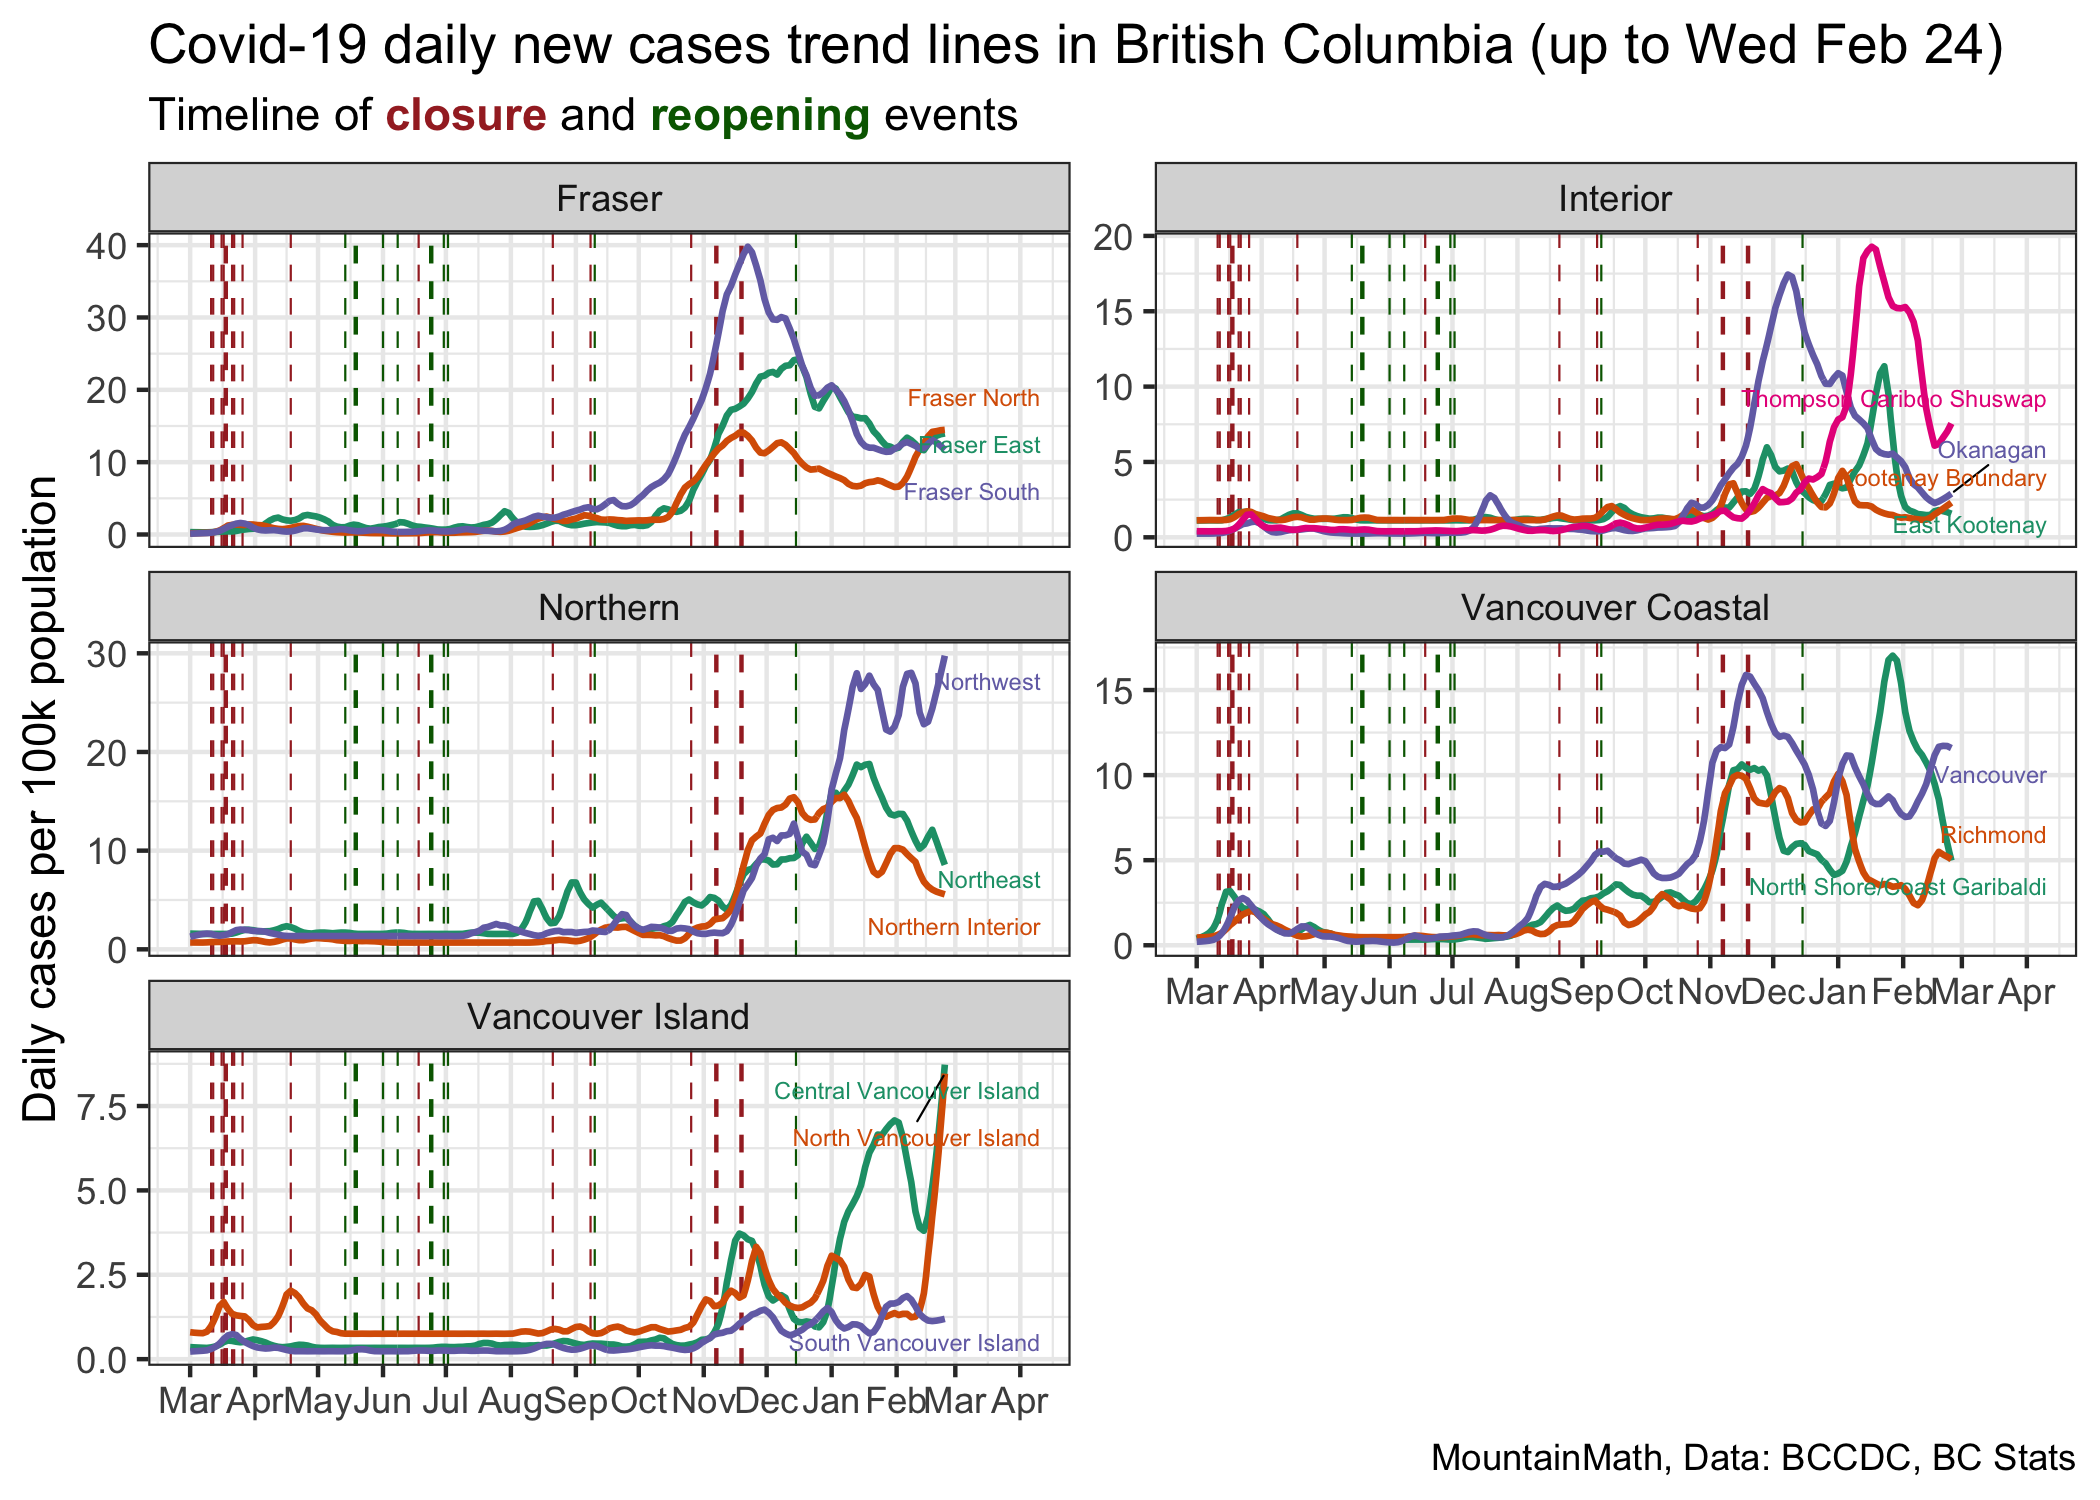 Covid-19 daily new cases trend lines in British Columbia (up to Wed Feb 24)
Timeline of closure and reopening events
Daily cases per 100k population
Fraser
40
30
20
10
0
Fraser North
Fraser East
Fraser South
Interior
20
15
10
5
0
Thompson Cariboo Shuswap
Okanagan
Kootenay Boundary
East Kootenay
Northern
30
20
10
0
Northwest
Northeast
Northern Interior
Vancouver Coastal
15
10
5
0
Vancouver
Richmond
North Shore/Coast Garibaldi
Mar Apr May Jun Jul Aug Sep Oct Nov Dec Jan Feb Mar Apr
Vancouver Island
7.5
5.0
2.5
0.0
Central Vancouver Island
North Vancouver Island
South Vancouver Island
Mar Apr May Jun Jul Aug Sep Oct Nov Dec Jan Feb Mar Apr
MountainMath, Data: BCCDC, BC Stats